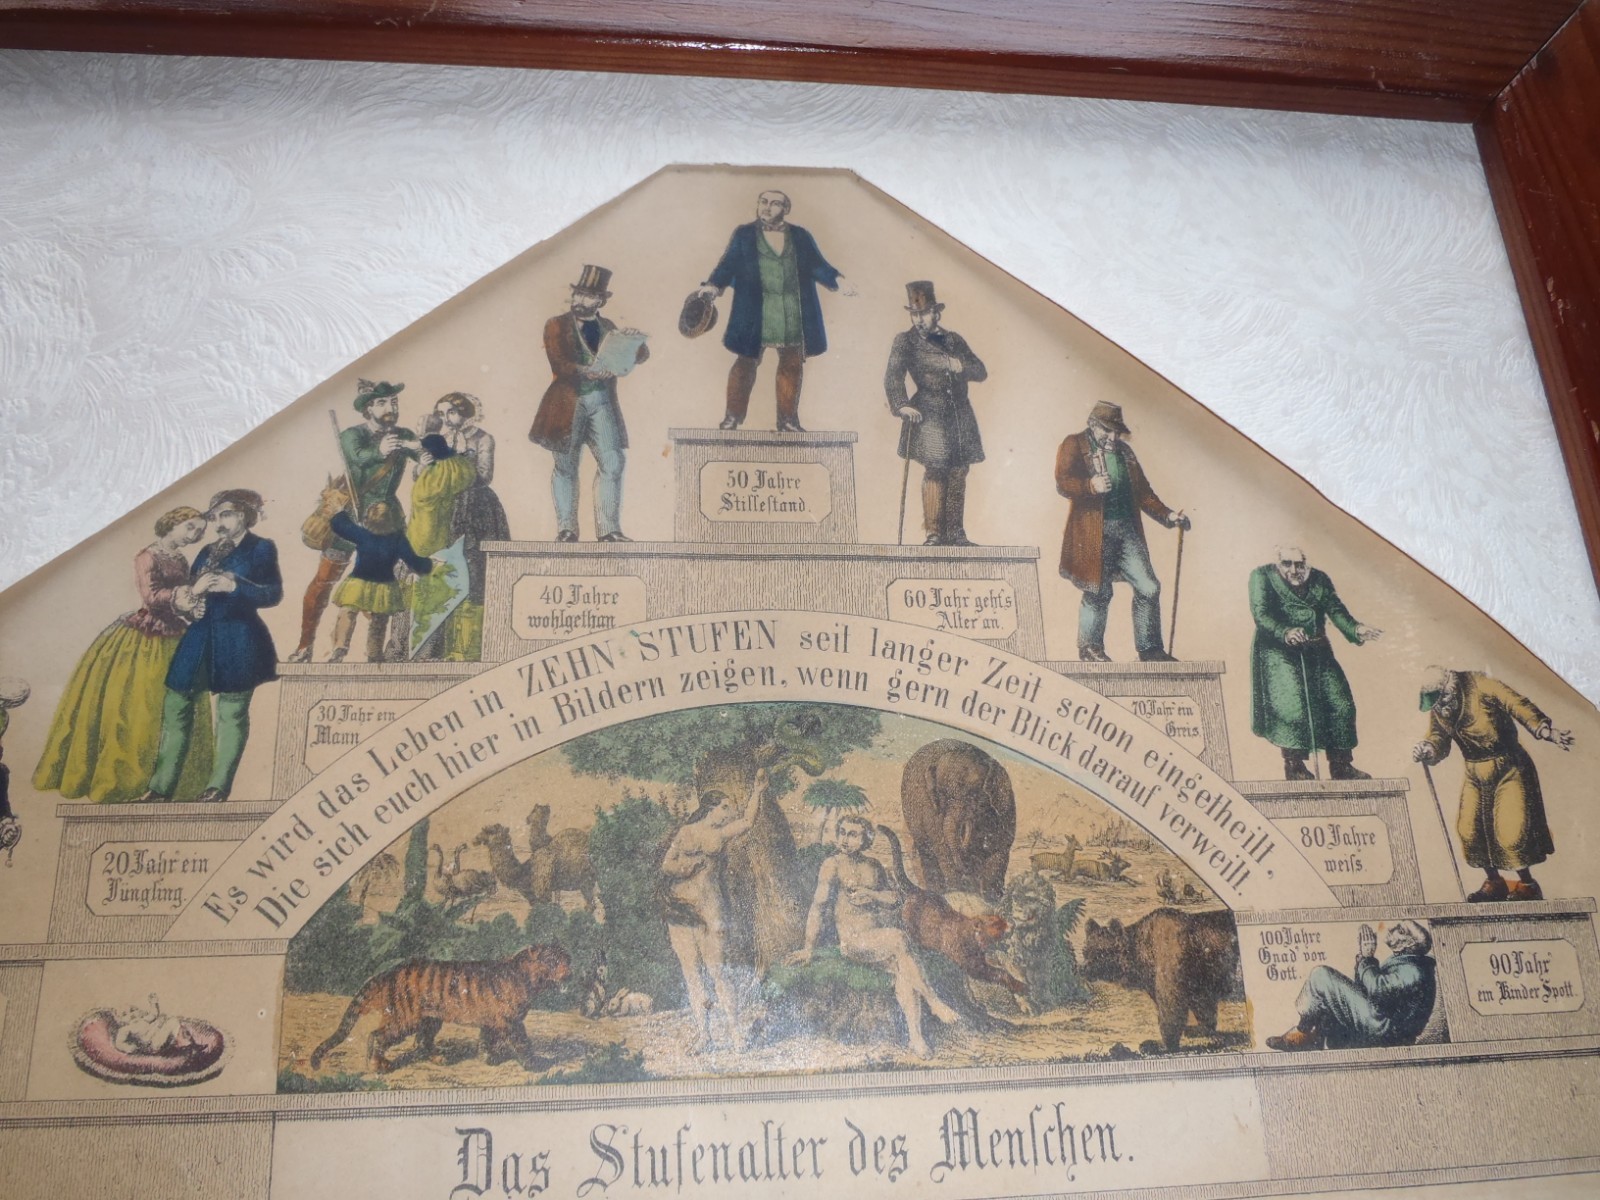 50 Jahre
Stillestand.
40 Jahre
wohlgethan
60 Jahr geht's
Alter an.
30 Jahr ein
Mann
70 Jahr ein
Greis.
20 Jahr ein
Jüngling.
80 Jahre
weiſs.
90 Jahr
ein Kinder Spott.
100 Jahre
Gnad' von
Gott.
Es wird das Leben in ZEHN STUFEN seit langer Zeit schon eingetheilt,
Die sich euch hier in Bildern zeigen, wenn gern der Blick darauf verweilt.
Das Stufenalter des Menſchen.